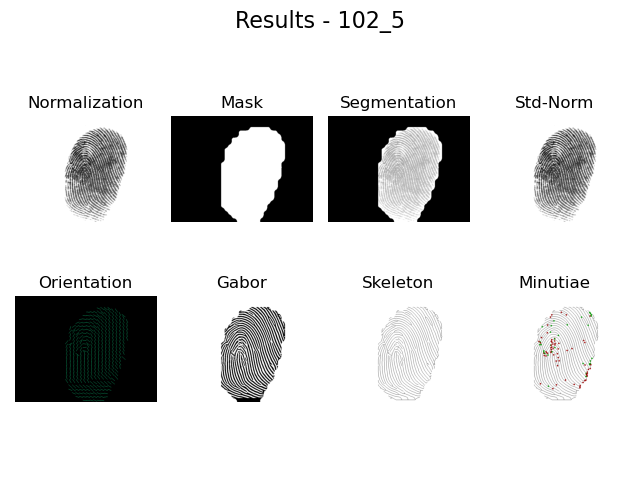 Results - 102_5
Normalization Mask Segmentation Std-Norm
Orientation Gabor Skeleton Minutiae